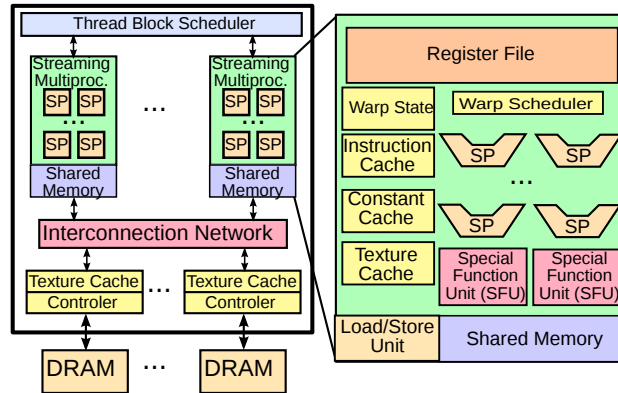 Thread Block Scheduler
Streaming
Multiproc.
SP SP
...
SP SP
Shared
Memory
...
Streaming
Multiproc.
SP SP
...
SP SP
Shared
Memory
Interconnection Network
Texture Cache
Controler
...
Texture Cache
Controler
DRAM
...
DRAM
Register File
Warp State
Warp Scheduler
Instruction
Cache
SP SP
...
Constant
Cache
SP SP
Texture
Cache
Special
Function
Unit (SFU)
Special
Function
Unit (SFU)
Load/Store
Unit
Shared Memory